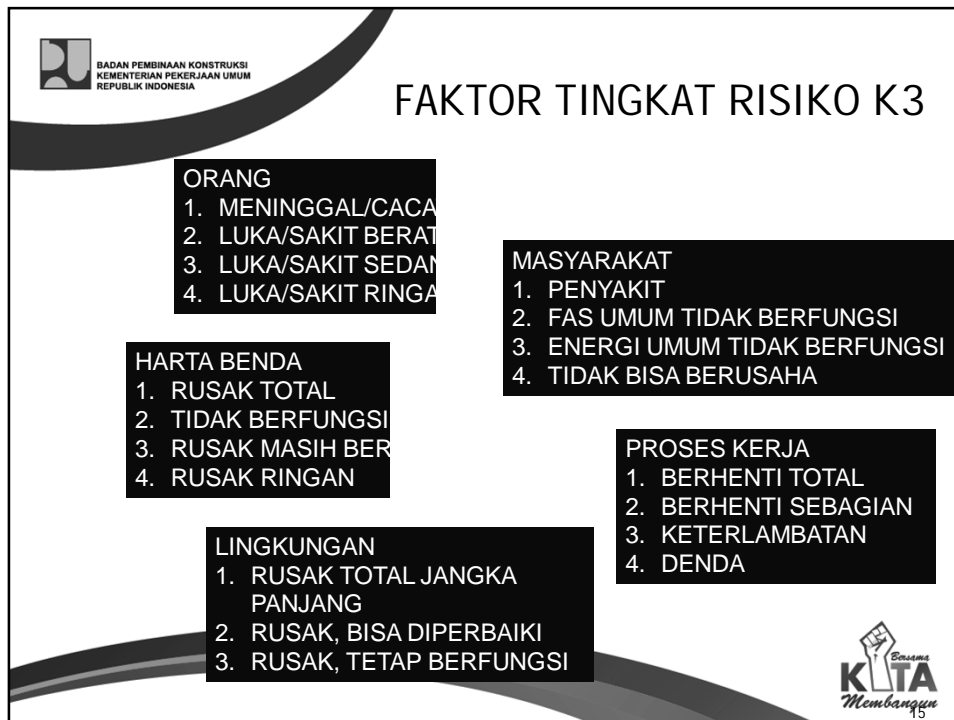 BADAN PEMBINAAN KONSTRUKSI
KEMENTERIAN PEKERJAAN UMUM
REPUBLIK INDONESIA
FAKTOR TINGKAT RISIKO K3
ORANG
1. MENINGGAL/CACA
2. LUKA/SAKIT BERAT
3. LUKA/SAKIT SEDAN
4. LUKA/SAKIT RINGA
MASYARAKAT
1. PENYAKIT
2. FAS UMUM TIDAK BERFUNGSI
3. ENERGI UMUM TIDAK BERFUNGSI
4. TIDAK BISA BERUSAHA
HARTA BENDA
1. RUSAK TOTAL
2. TIDAK BERFUNGSI
3. RUSAK MASIH BER
4. RUSAK RINGAN
PROSES KERJA
1. BERHENTI TOTAL
2. BERHENTI SEBAGIAN
3. KETERLAMBATAN
4. DENDA
LINGKUNGAN
1. RUSAK TOTAL JANGKA
PANJANG
2. RUSAK, BISA DIPERBAIKI
3. RUSAK, TETAP BERFUNGSI
Bersama
KITA
Membangun
15